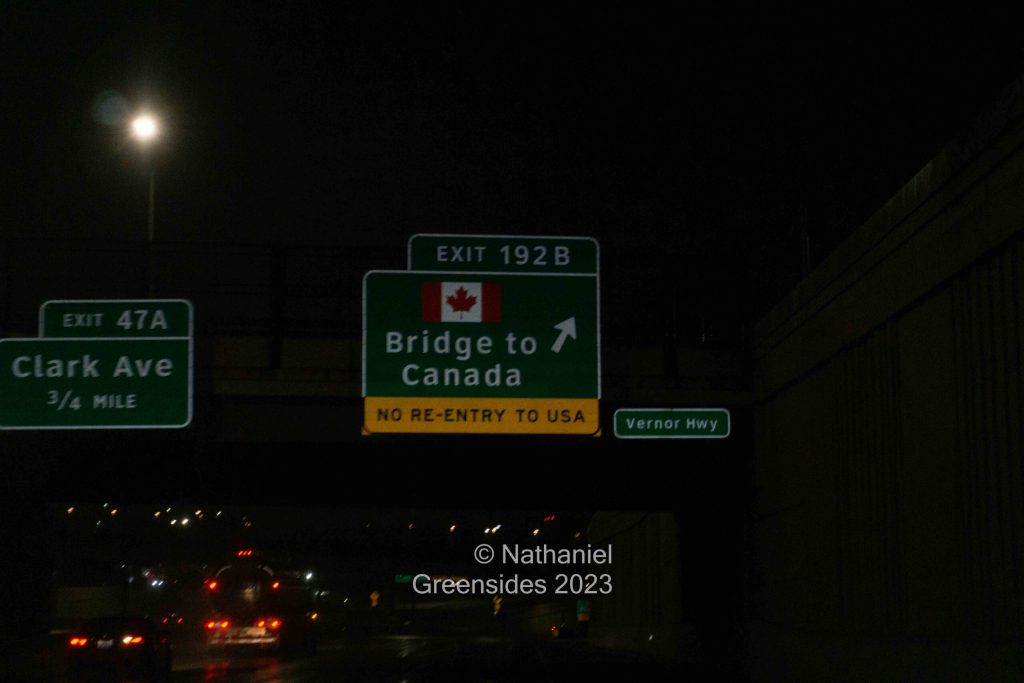 EXIT 47A
Clark Ave
3/4 MILE
EXIT 192 B
Bridge to
Canada
NO RE-ENTRY TO USA
Vernor Hwy
© Nathaniel
Greensides 2023